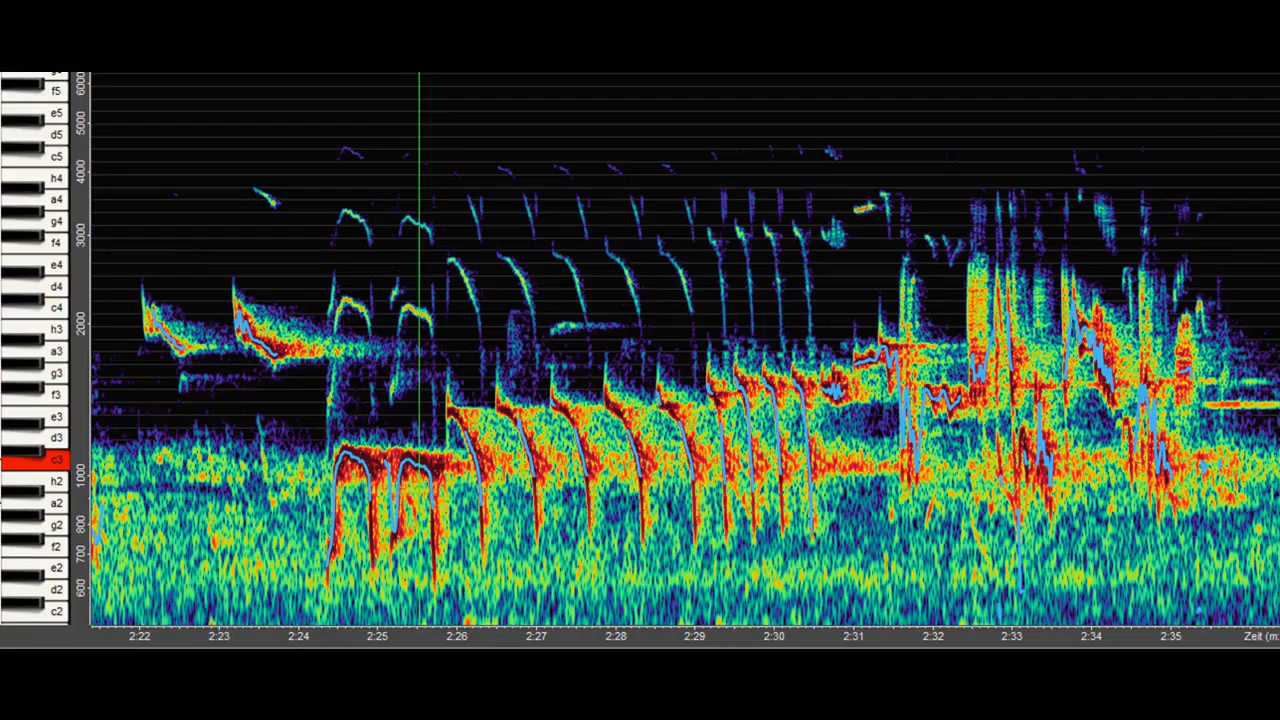 f5
e5
d5
c5
h4
a4
g4
f4
e4
d4
c4
h3
a3
g3
f3
e3
d3
c3
h2
a2
g2
f2
e2
d2
c2
6000
5000
4000
3000
2000
1000
800
700
600
2:22 2:23 2:24 2:25 2:26 2:27 2:28 2:29 2:30 2:31 2:32 2:33 2:34 2:35 Zeit (m: